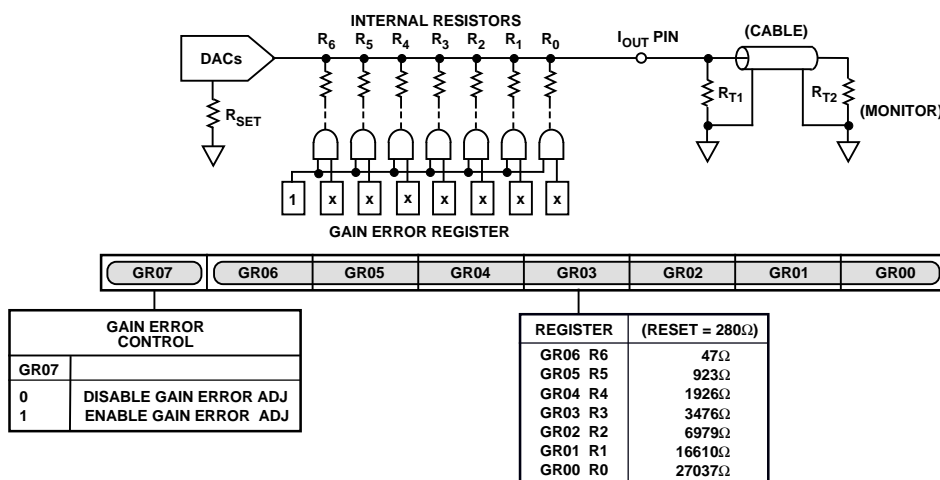 INTERNAL RESISTORS
R6 R5 R4 R3 R2 R1 R0
IOUT PIN
(CABLE)
DACs
RSET
RT1
RT2
(MONITOR)
1 x x x x x x x
GAIN ERROR REGISTER
GR07 GR06 GR05 GR04 GR03 GR02 GR01 GR00
GAIN ERROR
CONTROL
GR07
0 DISABLE GAIN ERROR ADJ
1 ENABLE GAIN ERROR ADJ
REGISTER (RESET = 280Ω)
GR06 R6 47Ω
GR05 R5 923Ω
GR04 R4 1926Ω
GR03 R3 3476Ω
GR02 R2 6979Ω
GR01 R1 16610Ω
GR00 R0 27037Ω